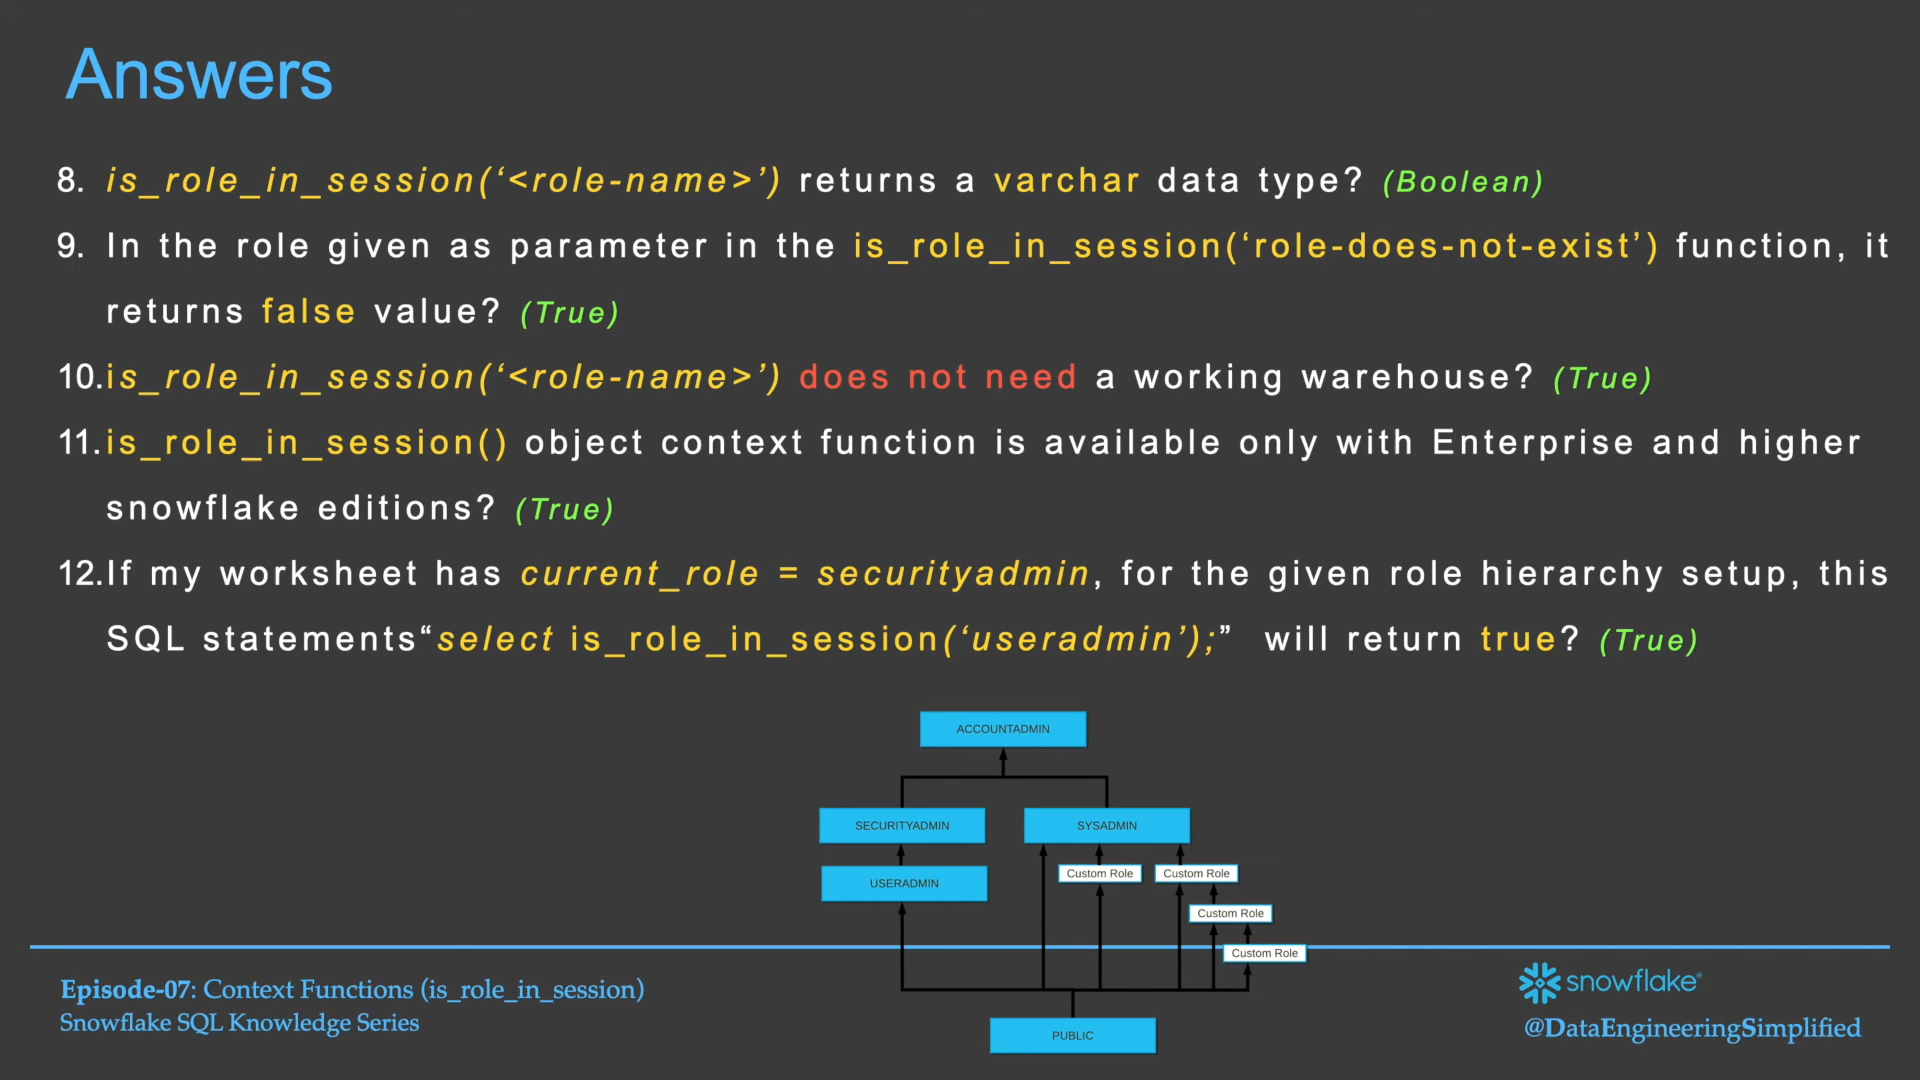 Answers
8. is_role_in_session(‘<role-name>’) returns a varchar data type? (Boolean)
9. In the role given as parameter in the is_role_in_session(‘role-does-not-exist’) function, it
returns false value? (True)
10.is_role_in_session(‘<role-name>’) does not need a working warehouse? (True)
11.is_role_in_session() object context function is available only with Enterprise and higher
snowflake editions? (True)
12.If my worksheet has current_role = securityadmin, for the given role hierarchy setup, this
SQL statements“select is_role_in_session(‘useradmin’);” will return true? (True)
ACCOUNTADMIN
SECURITYADMIN
SYSADMIN
Custom Role
Custom Role
USERADMIN
Custom Role
Custom Role
PUBLIC
Episode-07: Context Functions (is_role_in_session)
Snowflake SQL Knowledge Series
snowflake®
@DataEngineeringSimplified